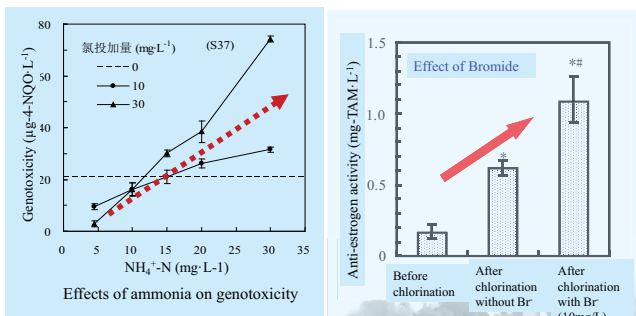 80
60
40
20
0
Genotoxicity (µg-4-NQO·L⁻¹)
氯投加量 (mg·L⁻¹)
(S37)
0
10
30
0 5 10 15 20 25 30 35
NH₄⁺-N (mg·L-1)
Effects of ammonia on genotoxicity
1.5
1.0
0.5
0
Anti-estrogen activity (mg-TAM·L⁻¹)
Effect of Bromide
*
*#
Before
chlorination
After
chlorination
without Br⁻
After
chlorination
with Br⁻
(10mg/L)